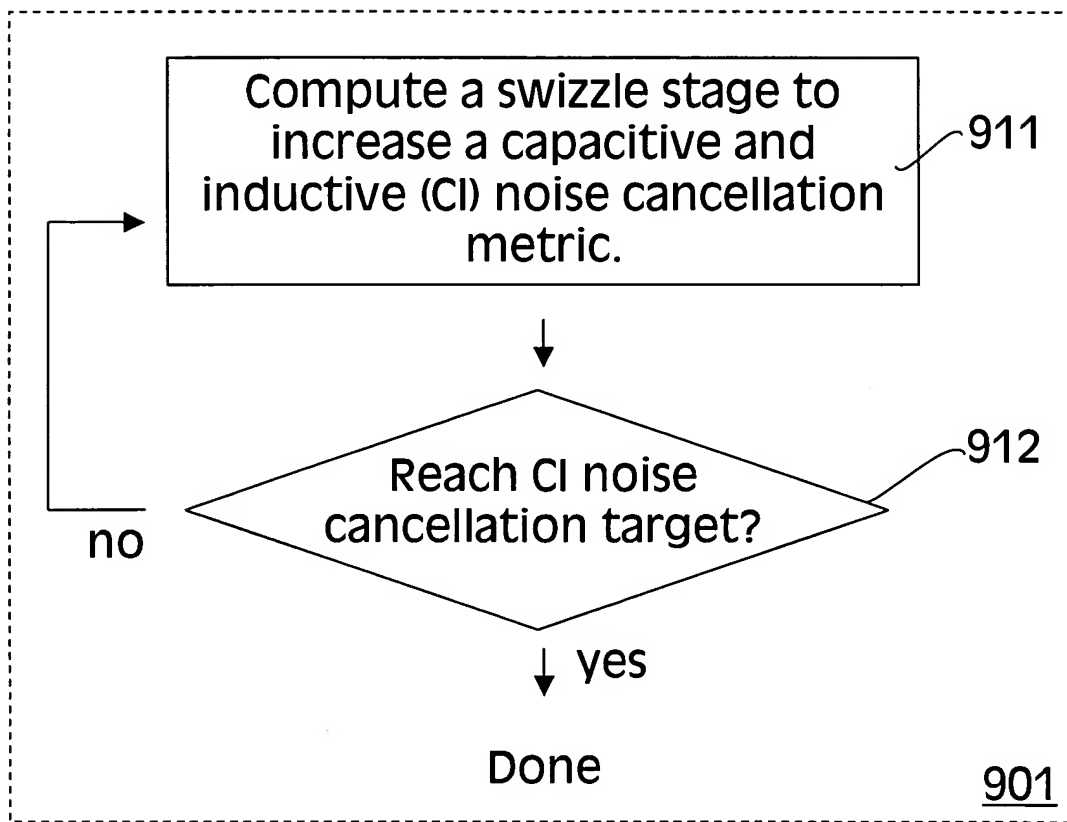 Compute a swizzle stage to
increase a capacitive and
inductive (CI) noise cancellation
metric.
911
Reach CI noise
cancellation target?
912
no
yes
Done
901